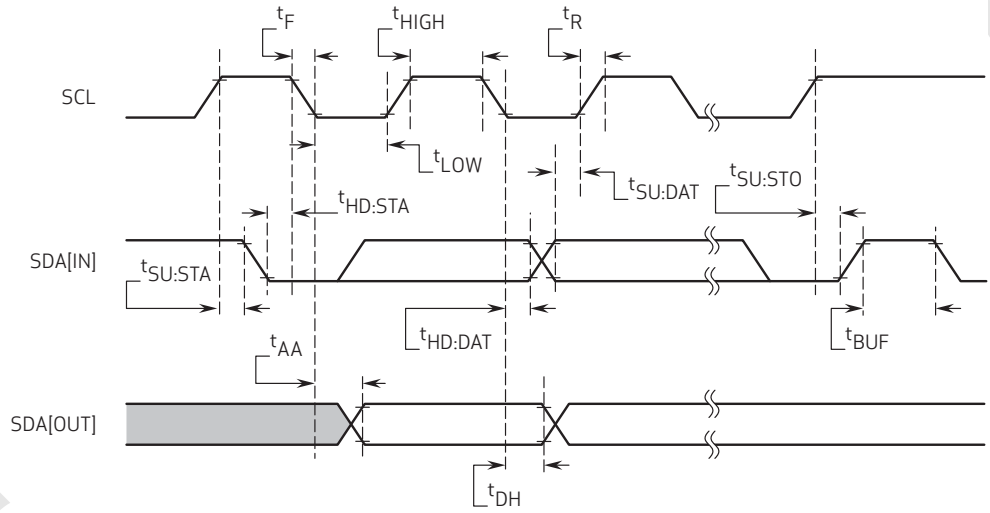 tF
tHIGH
tR
SCL
tLOW
tSU:DAT
tSU:STO
tHD:STA
SDA[IN]
tSU:STA
tHD:DAT
tBUF
tAA
SDA[OUT]
tDH